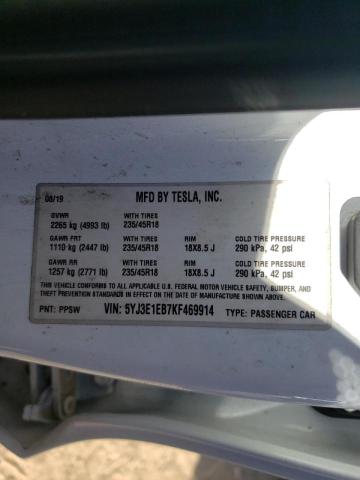 08/19 MFD BY TESLA, INC.
GVWR WITH TIRES
2265 kg (4993 lb) 235/45R18
GAWR FRT WITH TIRES RIM COLD TIRE PRESSURE
1110 kg (2447 lb) 235/45R18 18X8.5 J 290 kPa, 42 psi
GAWR RR WITH TIRES RIM COLD TIRE PRESSURE
1257 kg (2771 lb) 235/45R18 18X8.5 J 290 kPa, 42 psi
THIS VEHICLE CONFORMS TO ALL APPLICABLE U.S. FEDERAL MOTOR VEHICLE SAFETY, BUMPER, AND
THEFT PREVENTION STANDARDS IN EFFECT ON THE DATE OF MANUFACTURE SHOWN ABOVE.
PNT: PPSW VIN: 5YJ3E1EB7KF469914 TYPE: PASSENGER CAR